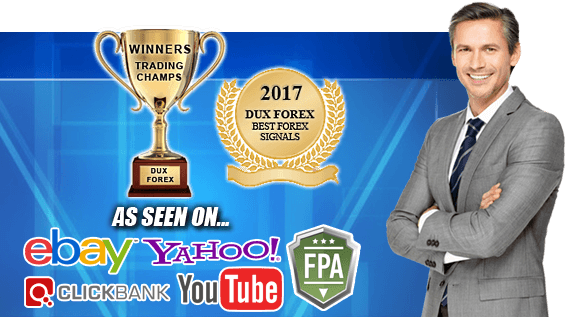 WINNERS
TRADING
CHAMPS
DUX
FOREX
2017
DUX FOREX
BEST FOREX
SIGNALS
AS SEEN ON...
ebay YAHOO!
FPA
CLICKBANK YouTube